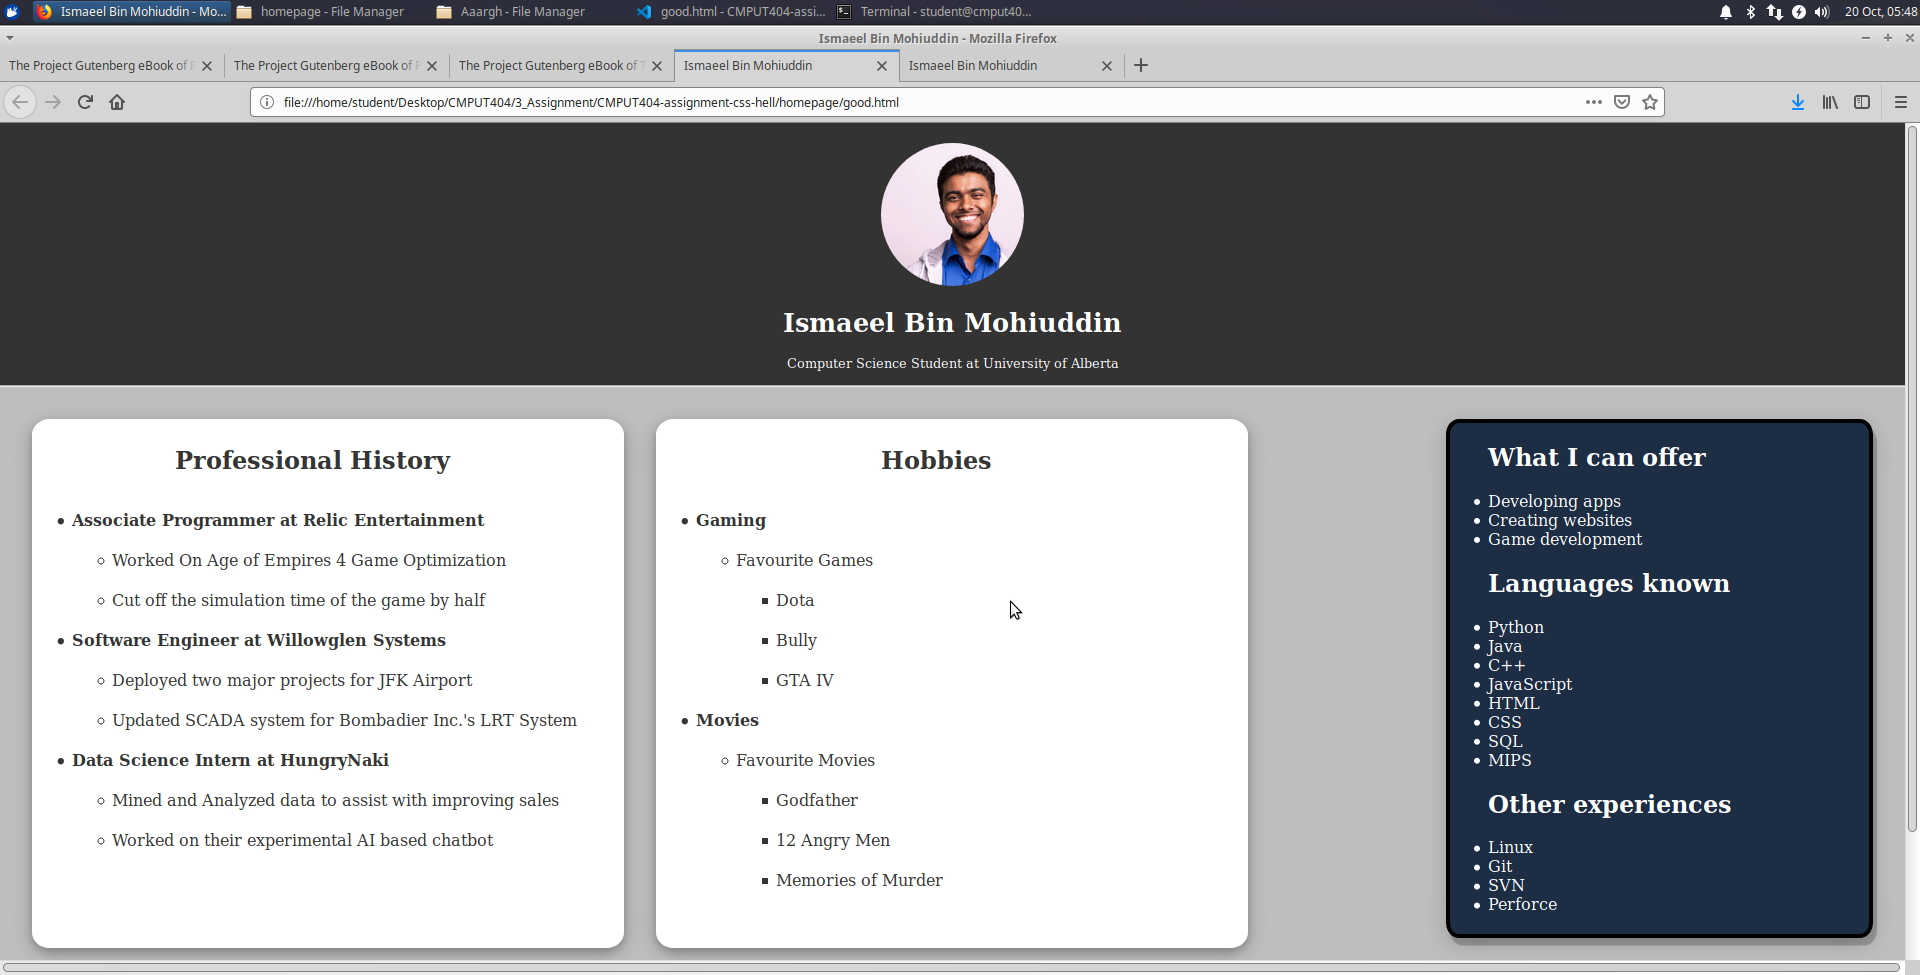 Ismaeel Bin Mohiuddin - Mo...
homepage - File Manager
Aaargh - File Manager
good.html - CMPUT404-assi...
Terminal - student@cmput40...
20 Oct, 05:48
Ismaeel Bin Mohiuddin - Mozilla Firefox
The Project Gutenberg eBook of
The Project Gutenberg eBook of
The Project Gutenberg eBook of
Ismaeel Bin Mohiuddin
Ismaeel Bin Mohiuddin
file:///home/student/Desktop/CMPUT404/3_Assignment/CMPUT404-assignment-css-hell/homepage/good.html
Ismaeel Bin Mohiuddin
Computer Science Student at University of Alberta
Professional History
Associate Programmer at Relic Entertainment
Worked On Age of Empires 4 Game Optimization
Cut off the simulation time of the game by half
Software Engineer at Willowglen Systems
Deployed two major projects for JFK Airport
Updated SCADA system for Bombadier Inc.'s LRT System
Data Science Intern at HungryNaki
Mined and Analyzed data to assist with improving sales
Worked on their experimental AI based chatbot
Hobbies
Gaming
Favourite Games
Dota
Bully
GTA IV
Movies
Favourite Movies
Godfather
12 Angry Men
Memories of Murder
What I can offer
Developing apps
Creating websites
Game development
Languages known
Python
Java
C++
JavaScript
HTML
CSS
SQL
MIPS
Other experiences
Linux
Git
SVN
Perforce